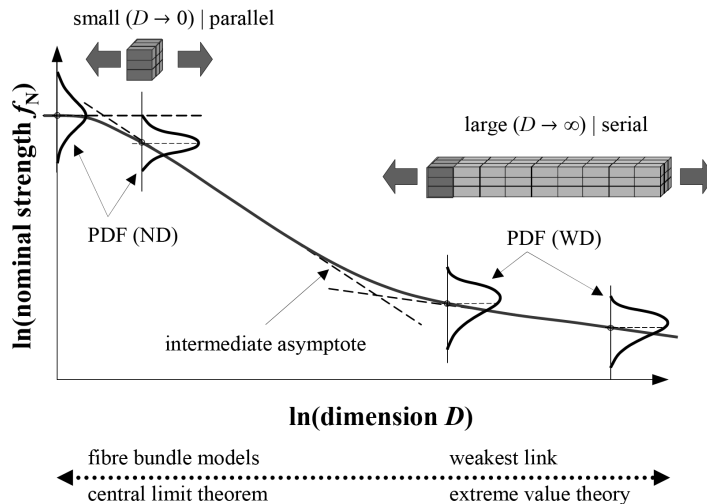 small (D → 0) | parallel
large (D → ∞) | serial
ln(nominal strength f_N)
PDF (ND)
PDF (WD)
intermediate asymptote
ln(dimension D)
fibre bundle models
weakest link
central limit theorem
extreme value theory